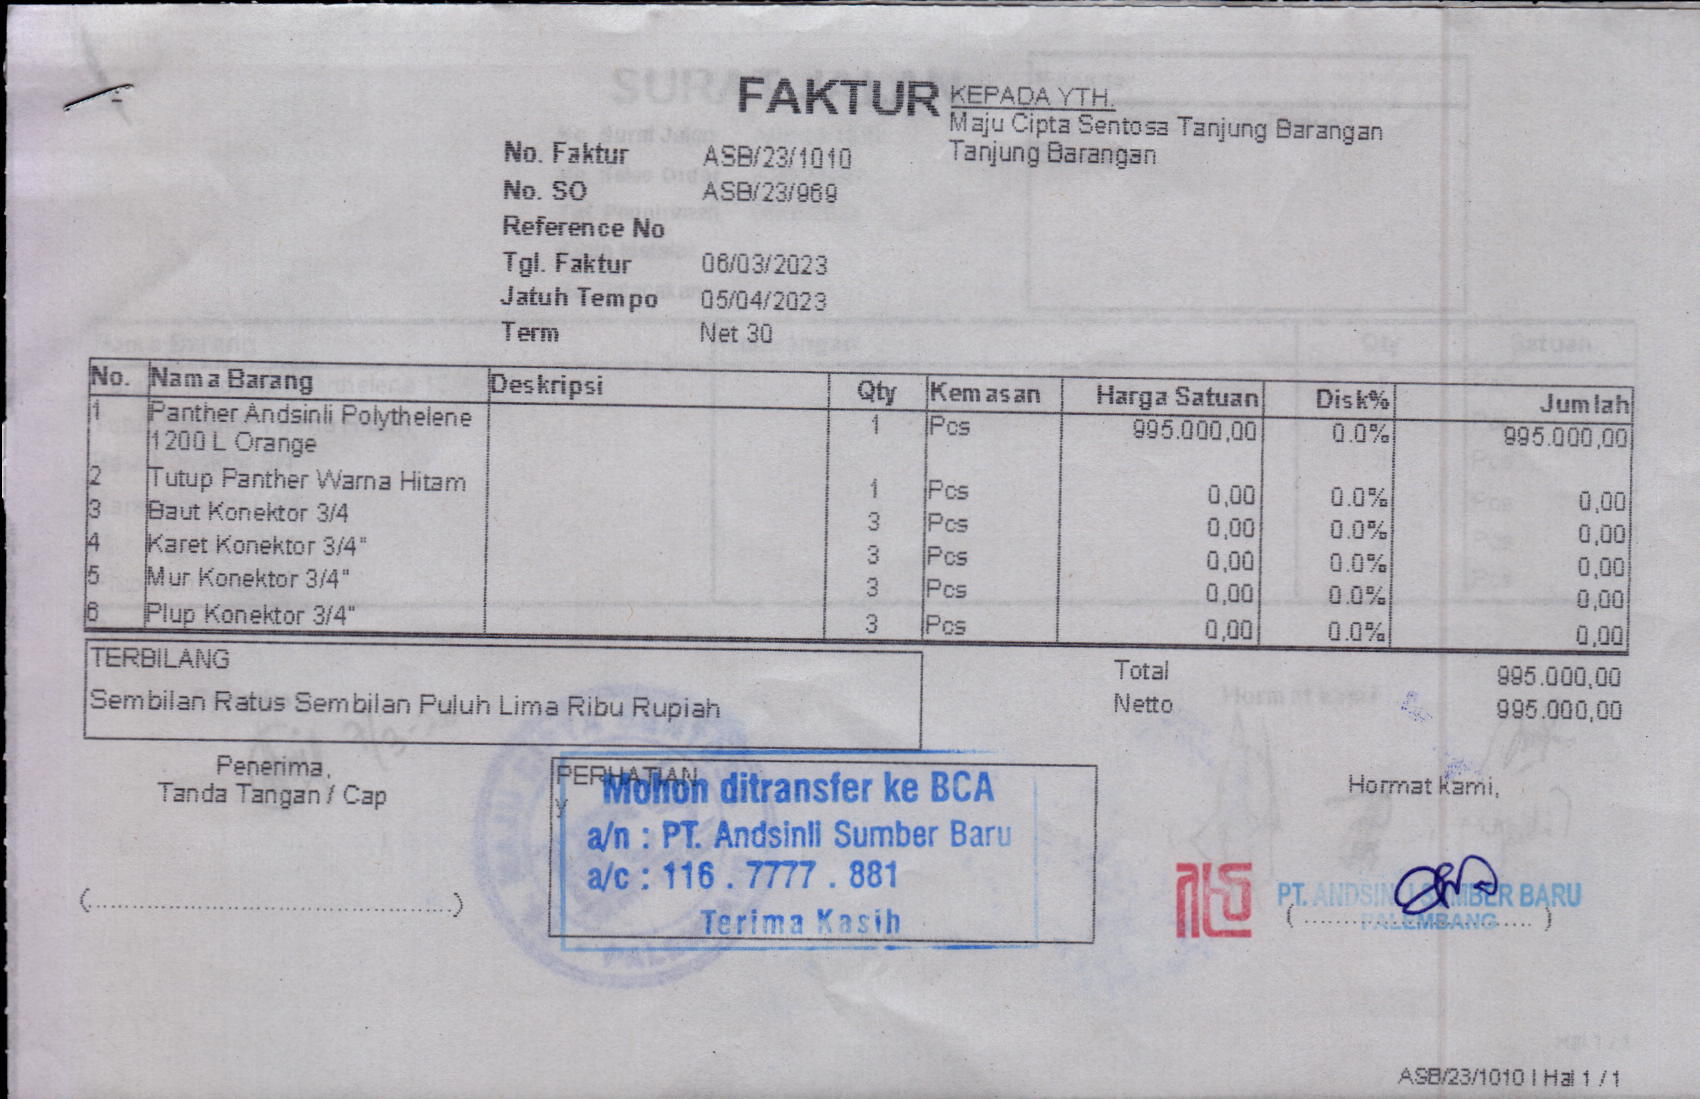 FAKTUR
KEPADA YTH.
Maju Cipta Sentosa Tanjung Barangan
Tanjung Barangan
No. Faktur ASB/23/1010
No. SO ASB/23/969
Reference No
Tgl. Faktur 06/03/2023
Jatuh Tempo 05/04/2023
Term Net 30
No. Nama Barang Deskripsi Qty Kemasan Harga Satuan Disk% Jumlah
1 Panther Andsinli Polythelene 1 Pcs 995.000,00 0.0% 995.000,00
1200 L Orange
2 Tutup Panther Warna Hitam 1 Pcs 0,00 0.0% 0,00
3 Baut Konektor 3/4 3 Pcs 0,00 0.0% 0,00
4 Karet Konektor 3/4" 3 Pcs 0,00 0.0% 0,00
5 Mur Konektor 3/4" 3 Pcs 0,00 0.0% 0,00
6 Plup Konektor 3/4" 3 Pcs 0,00 0.0% 0,00
TERBILANG
Sembilan Ratus Sembilan Puluh Lima Ribu Rupiah
Total 995.000,00
Netto 995.000,00
Penerima,
Tanda Tangan / Cap
(..........................................)
PERHATIAN
y
Mohon ditransfer ke BCA
a/n : PT. Andsinli Sumber Baru
a/c : 116 . 7777 . 881
Terima Kasih
Hormat kami,
PT. ANDSINLI SUMBER BARU
PALEMBANG
ASB/23/1010 | Hal 1 / 1